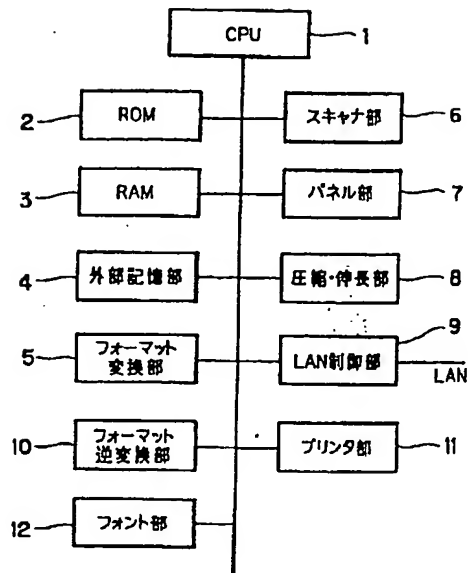 CPU
1
2
ROM
スキャナ部
6
3
RAM
パネル部
7
4
外部記憶部
圧縮・伸長部
8
9
5
フォーマット
変換部
LAN制御部
LAN
10
フォーマット
逆変換部
プリンタ部
11
12
フォント部